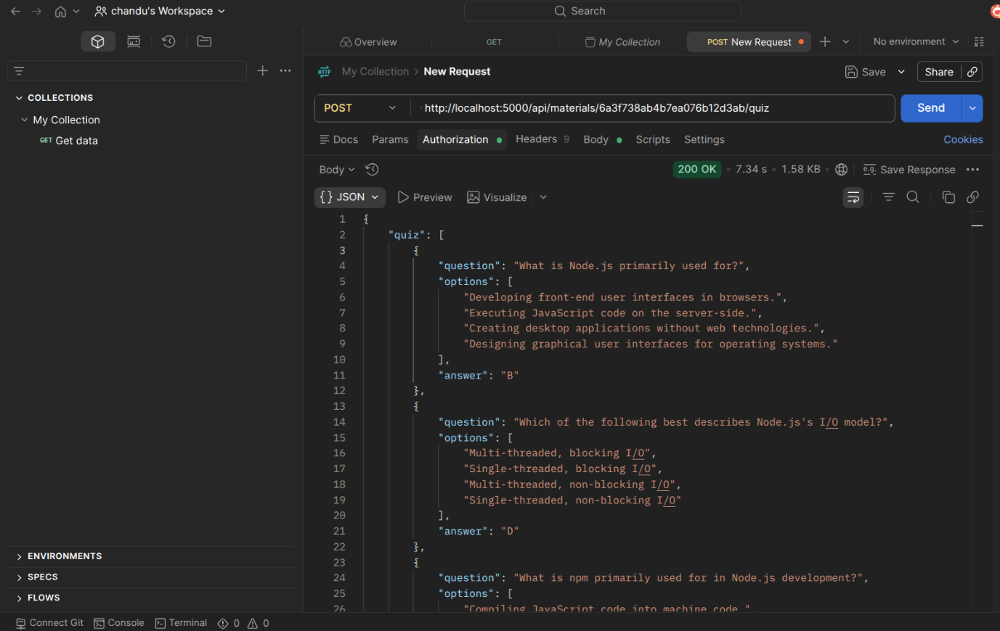 chandu's Workspace
Search
Overview
GET
My Collection
POST New Request
No environment
My Collection > New Request
Save
Share
COLLECTIONS
My Collection
GET Get data
POST
http://localhost:5000/api/materials/6a3f738ab4b7ea076b12d3ab/quiz
Send
Docs Params Authorization Headers 9 Body Scripts Settings
Cookies
Body
200 OK • 7.34 s • 1.58 KB
e.g. Save Response
{} JSON
Preview
Visualize
1 {
2 "quiz": [
3 {
4 "question": "What is Node.js primarily used for?",
5 "options": [
6 "Developing front-end user interfaces in browsers.",
7 "Executing JavaScript code on the server-side.",
8 "Creating desktop applications without web technologies.",
9 "Designing graphical user interfaces for operating systems."
10 ],
11 "answer": "B"
12 },
13 {
14 "question": "Which of the following best describes Node.js's I/O model?",
15 "options": [
16 "Multi-threaded, blocking I/O",
17 "Single-threaded, blocking I/O",
18 "Multi-threaded, non-blocking I/O",
19 "Single-threaded, non-blocking I/O"
20 ],
21 "answer": "D"
22 },
23 {
24 "question": "What is npm primarily used for in Node.js development?",
25 "options": [
26 "Compiling JavaScript code into machine code.",
ENVIRONMENTS
SPECS
FLOWS
HTTP
Connect Git
Console
Terminal
0
0